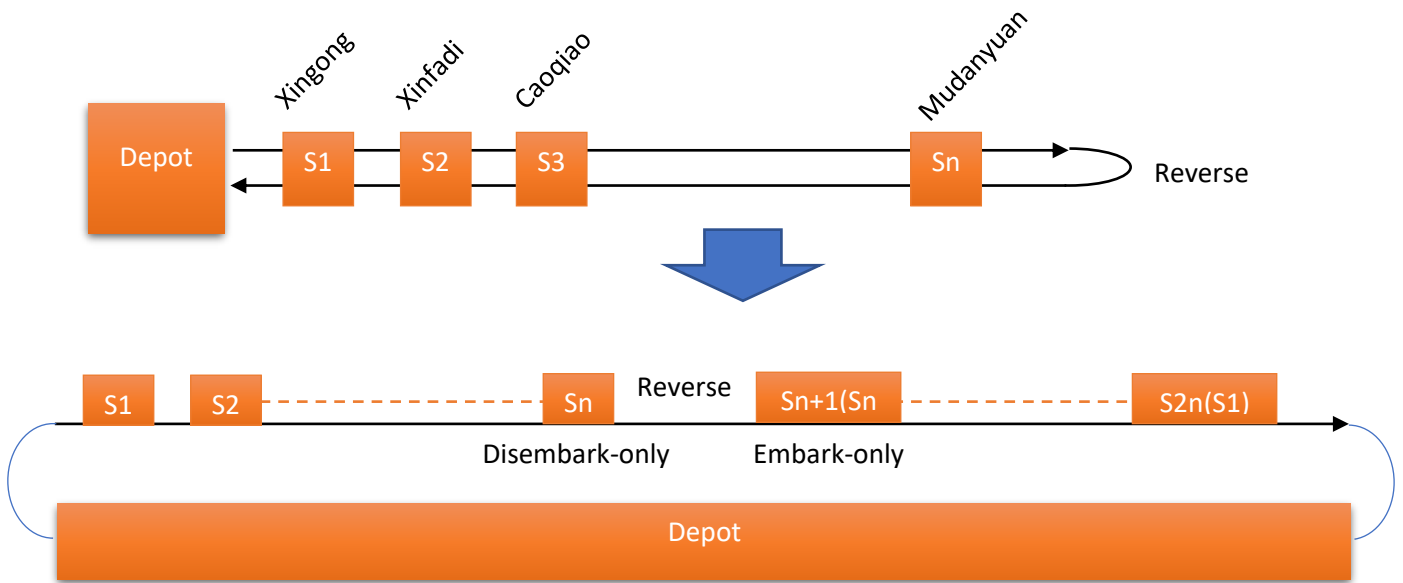 Xingong
Xinfadi
Caoqiao
Mudanyuan
Depot
S1
S2
S3
Sn
Reverse
S1
S2
Sn
Reverse
Sn+1(Sn
S2n(S1)
Disembark-only
Embark-only
Depot